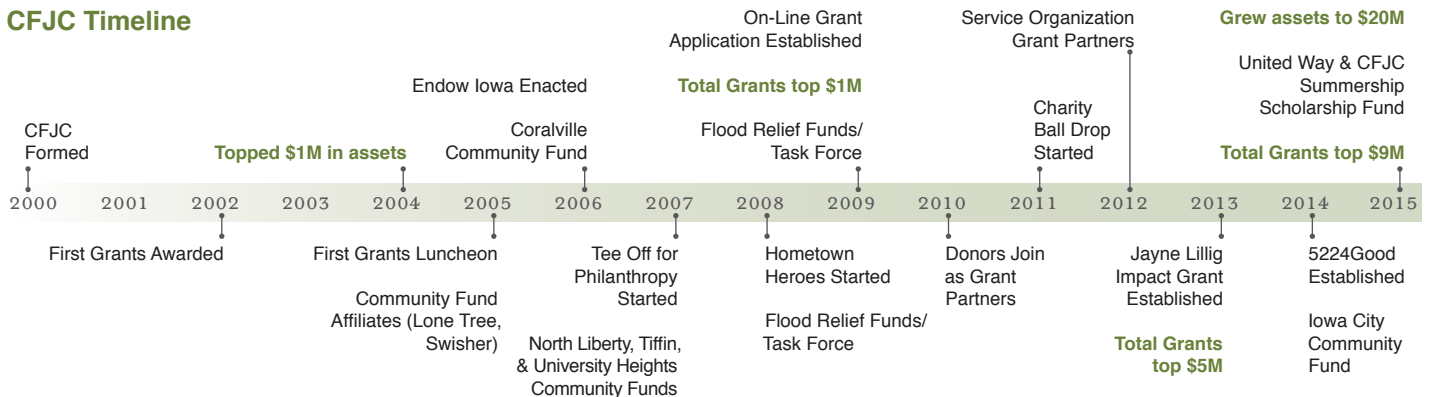 CFJC Timeline
CFJC
Formed
Topped $1M in assets
Endow Iowa Enacted
Coralville
Community Fund
On-Line Grant
Application Established
Total Grants top $1M
Flood Relief Funds/
Task Force
Charity
Ball Drop
Started
Service Organization
Grant Partners
Grew assets to $20M
United Way & CFJC
Summership
Scholarship Fund
Total Grants top $9M
2000 2001 2002 2003 2004 2005 2006 2007 2008 2009 2010 2011 2012 2013 2014 2015
First Grants Awarded
First Grants Luncheon
Community Fund
Affiliates (Lone Tree,
Swisher)
Tee Off for
Philanthropy
Started
North Liberty, Tiffin,
& University Heights
Community Funds
Hometown
Heroes Started
Flood Relief Funds/
Task Force
Donors Join
as Grant
Partners
Jayne Lillig
Impact Grant
Established
Total Grants
top $5M
5224Good
Established
Iowa City
Community
Fund